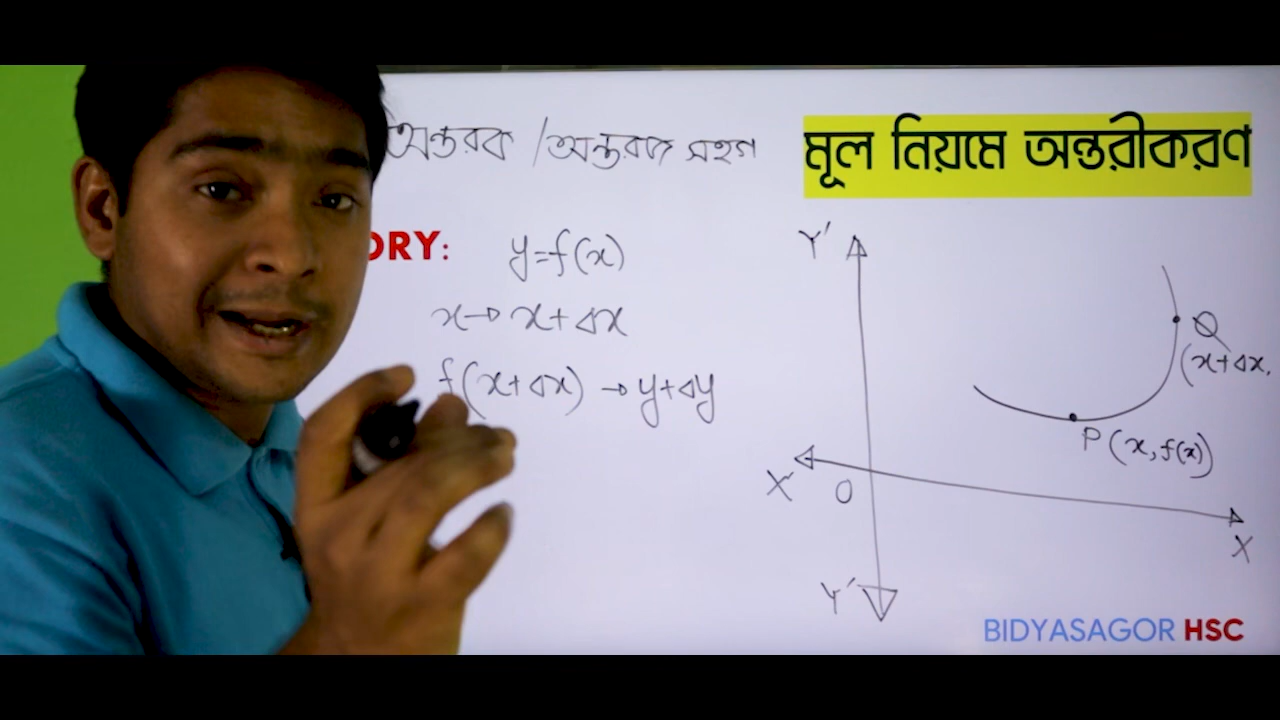 অন্তরক / অন্তরজ সহগ
মূল নিয়মে অন্তরীকরণ
ORY:
y=f(x)
x→ x+Δx
f(x+Δx) → y+Δy
Y′
Q
(x+Δx,
P(x, f(x))
X′
O
X
Y′
BIDYASAGOR HSC